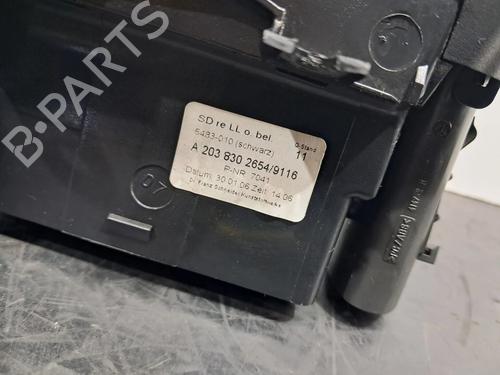 SD re LL o. bel.
6483-010 (schwarz)
Q-Stand
11
A 203 830 2654/9116
P-NR. 7041
Datum: 30.01.06 Zeit: 14:06
07
B-PARTS